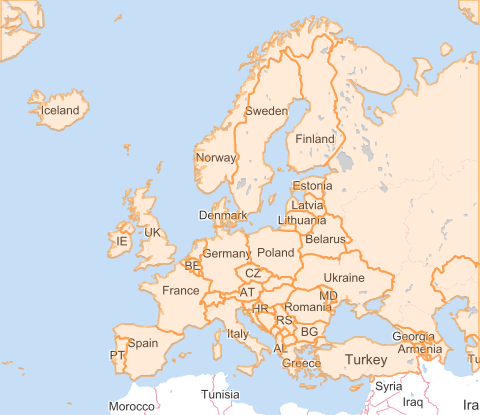 Iceland
Sweden
Finland
Norway
Estonia
Latvia
Denmark
Lithuania
UK
IE
Belarus
Germany
Poland
BE
CZ
Ukraine
France
AT
MD
Romania
HR
RS
Italy
BG
Georgia
Spain
PT
AL
Armenia
Greece
Turkey
Tu
Syria
Tunisia
Iraq
Ira
Morocco